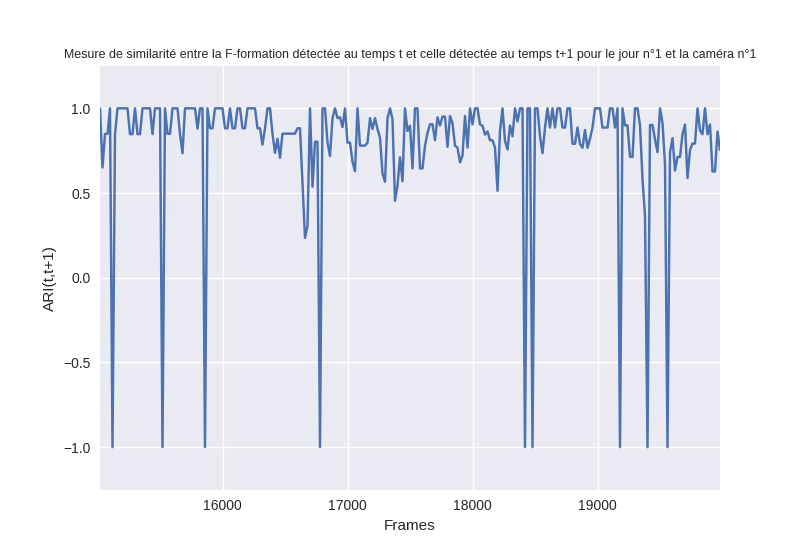 Mesure de similarité entre la F-formation détectée au temps t et celle détectée au temps t+1 pour le jour n°1 et la caméra n°1
1.0
0.5
0.0
−0.5
−1.0
ARI(t,t+1)
16000 17000 18000 19000
Frames